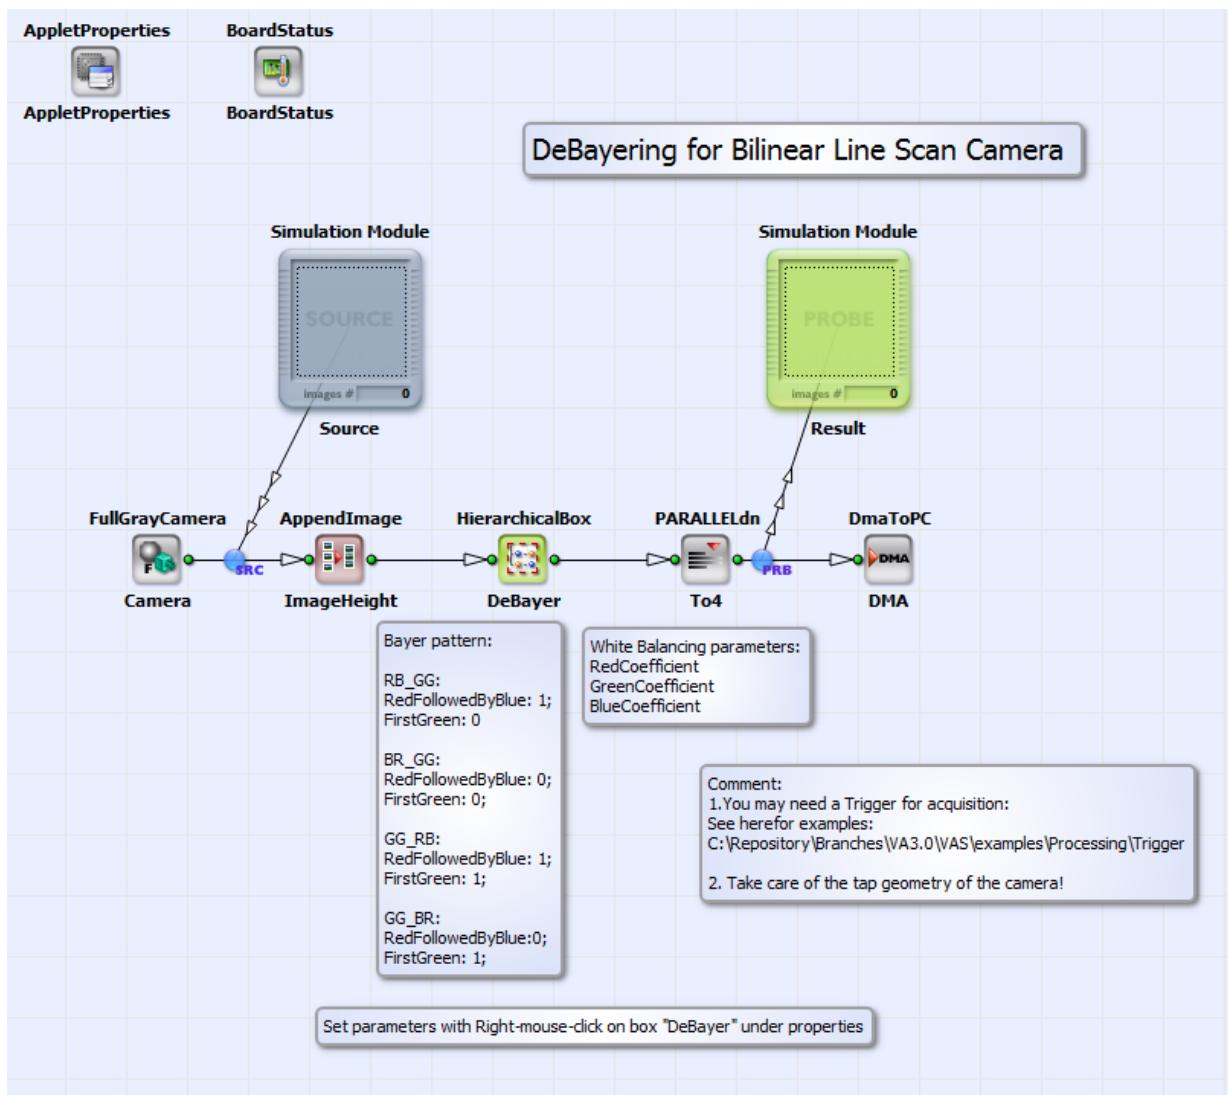 AppletProperties
BoardStatus
AppletProperties
BoardStatus
DeBayering for Bilinear Line Scan Camera
Simulation Module
Simulation Module
SOURCE
PROBE
images # 0
images # 0
Source
Result
FullGrayCamera
AppendImage
HierarchicalBox
PARALLELdn
DmaToPC
F
SRC
PRB
DMA
Camera
ImageHeight
DeBayer
To4
DMA
Bayer pattern:
RB_GG:
RedFollowedByBlue: 1;
FirstGreen: 0
BR_GG:
RedFollowedByBlue: 0;
FirstGreen: 0;
GG_RB:
RedFollowedByBlue: 1;
FirstGreen: 1;
GG_BR:
RedFollowedByBlue:0;
FirstGreen: 1;
White Balancing parameters:
RedCoefficient
GreenCoefficient
BlueCoefficient
Comment:
1.You may need a Trigger for acquisition:
See herefor examples:
C:\Repository\Branches\VA3.0\VAS\examples\Processing\Trigger
2. Take care of the tap geometry of the camera!
Set parameters with Right-mouse-click on box "DeBayer" under properties